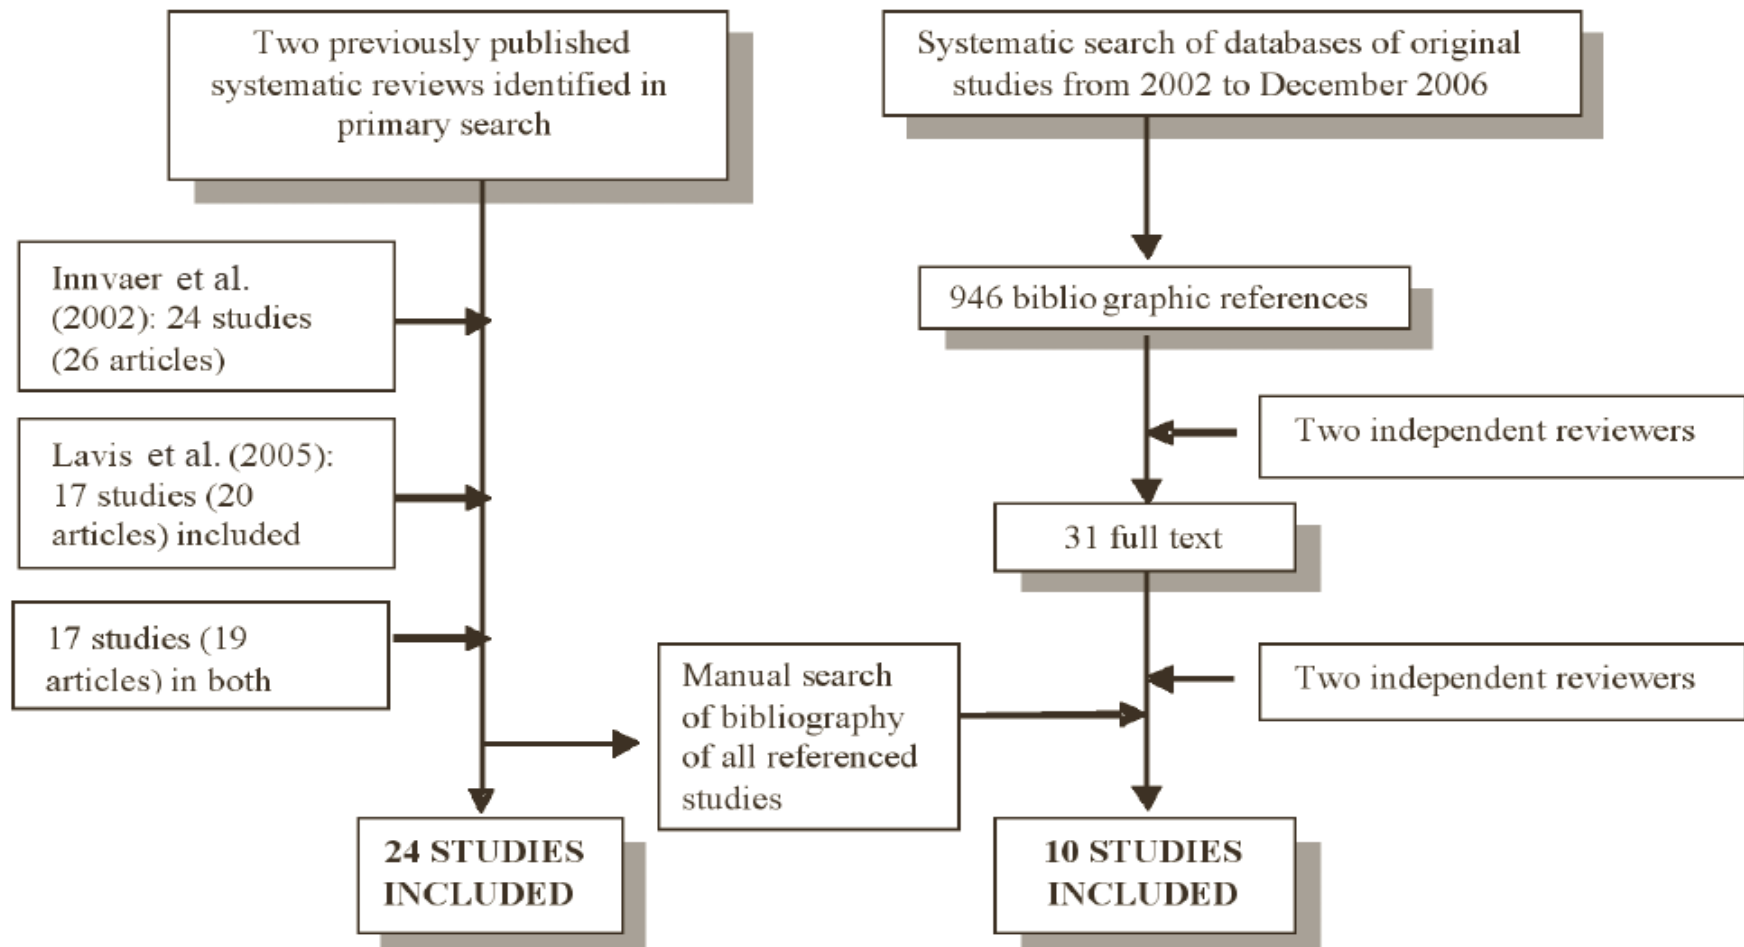 Two previously published
systematic reviews identified in
primary search
Systematic search of databases of original
studies from 2002 to December 2006
Innvaer et al.
(2002): 24 studies
(26 articles)
946 bibliographic references
Two independent reviewers
Lavis et al. (2005):
17 studies (20
articles) included
31 full text
17 studies (19
articles) in both
Manual search
of bibliography
of all referenced
studies
Two independent reviewers
24 STUDIES
INCLUDED
10 STUDIES
INCLUDED